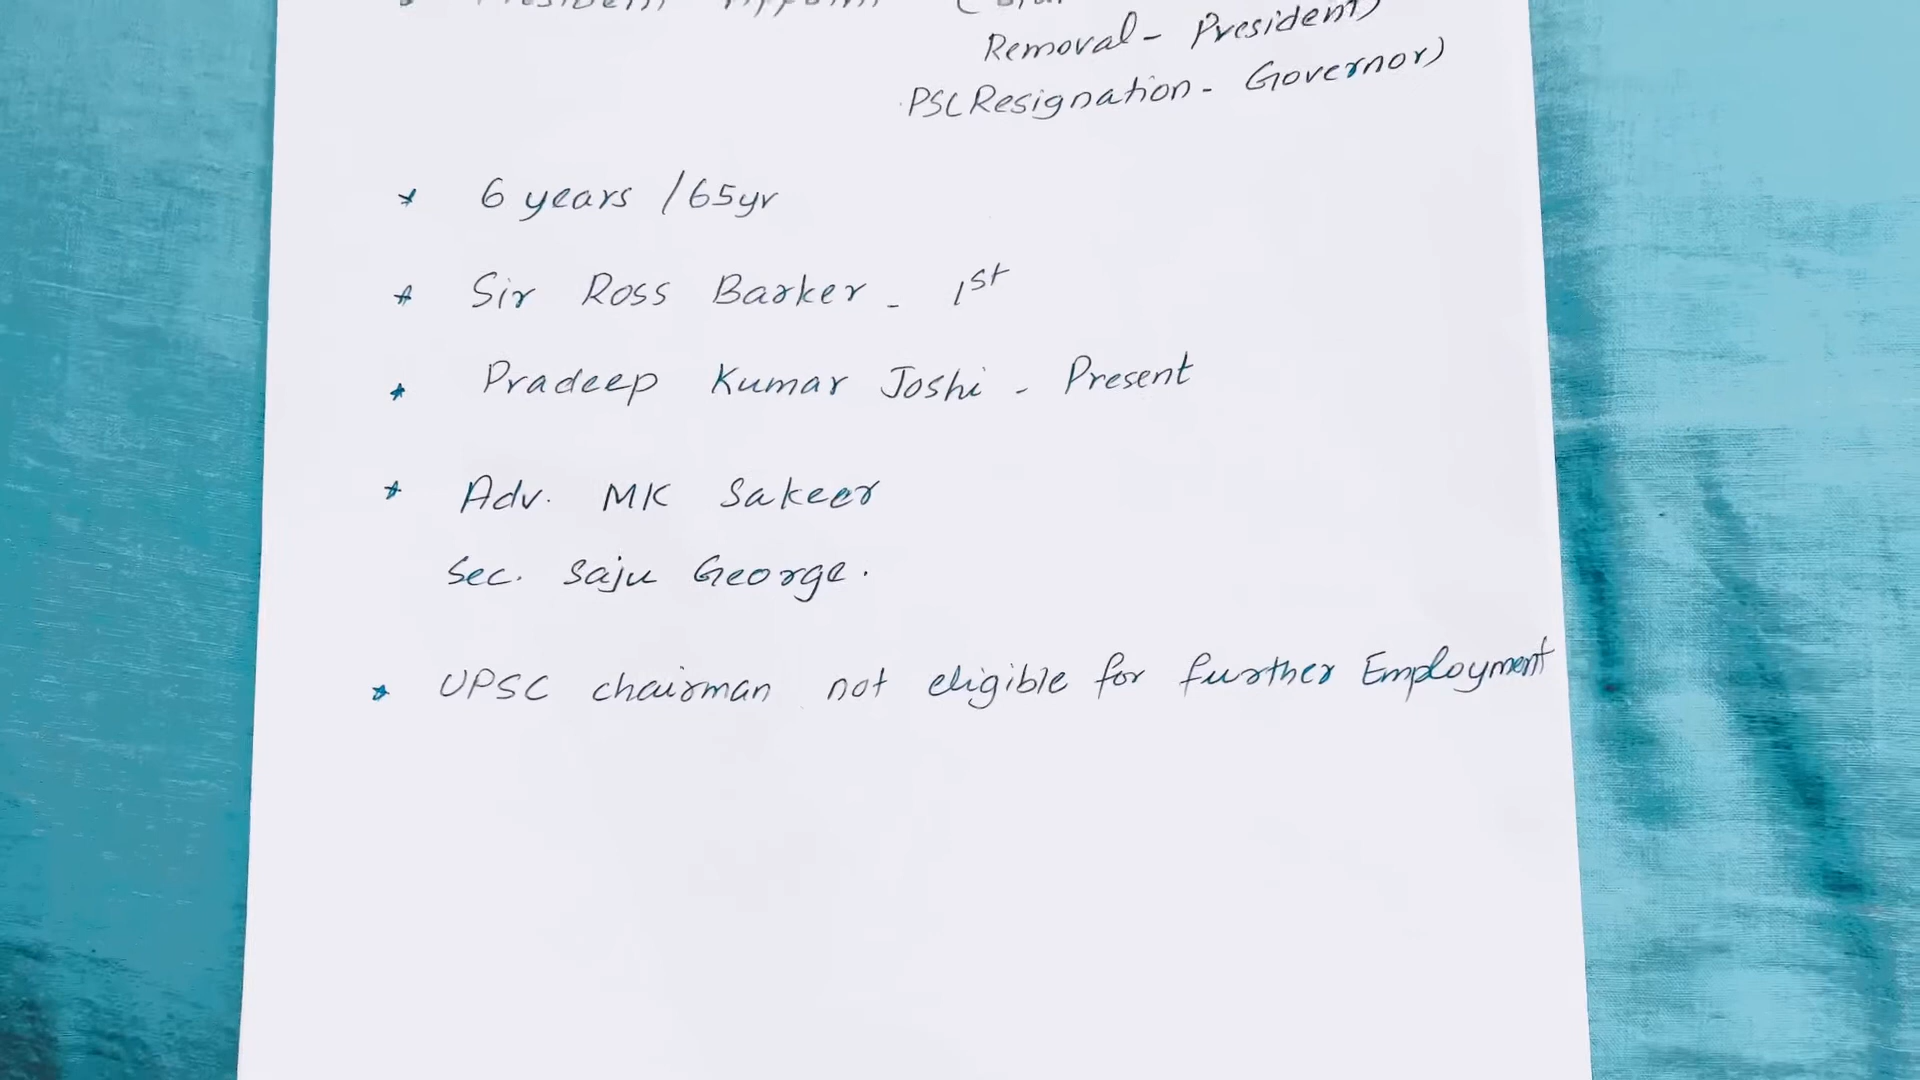 Removal - President)
PSC Resignation - Governor)
* 6 years / 65yr
* Sir Ross Barker - 1st
* Pradeep Kumar Joshi - Present
* Adv. MK Sakeer
Sec. Saju George.
* UPSC chairman not eligible for further Employment